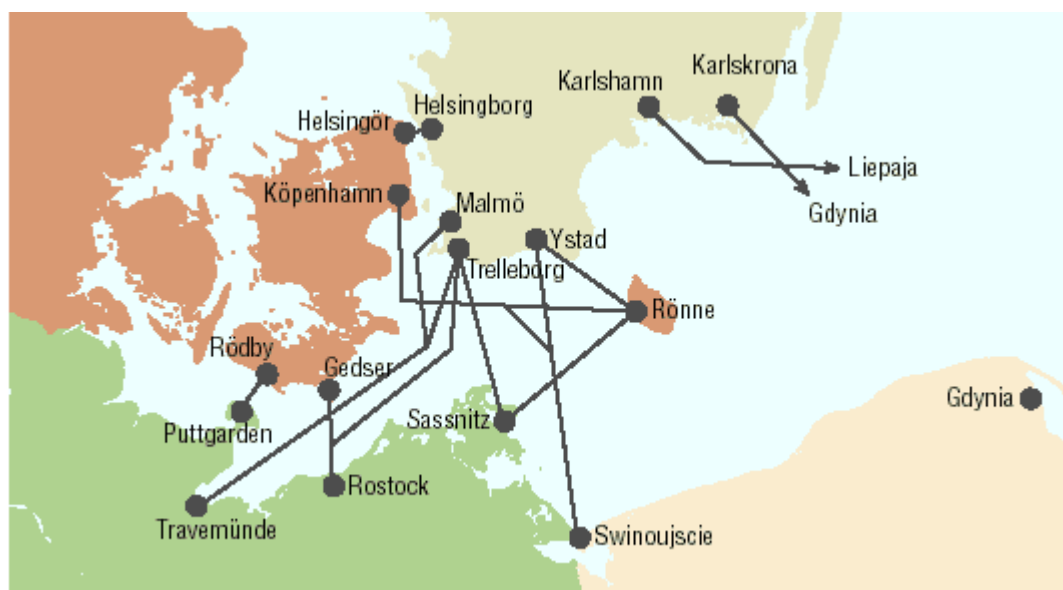 Karlskrona
Karlshamn
Helsingborg
Helsingör
Liepaja
Köpenhamn
Malmö
Gdynia
Ystad
Trelleborg
Rönne
Rödby
Gedser
Gdynia
Sassnitz
Puttgarden
Rostock
Travemünde
Swinoujscie